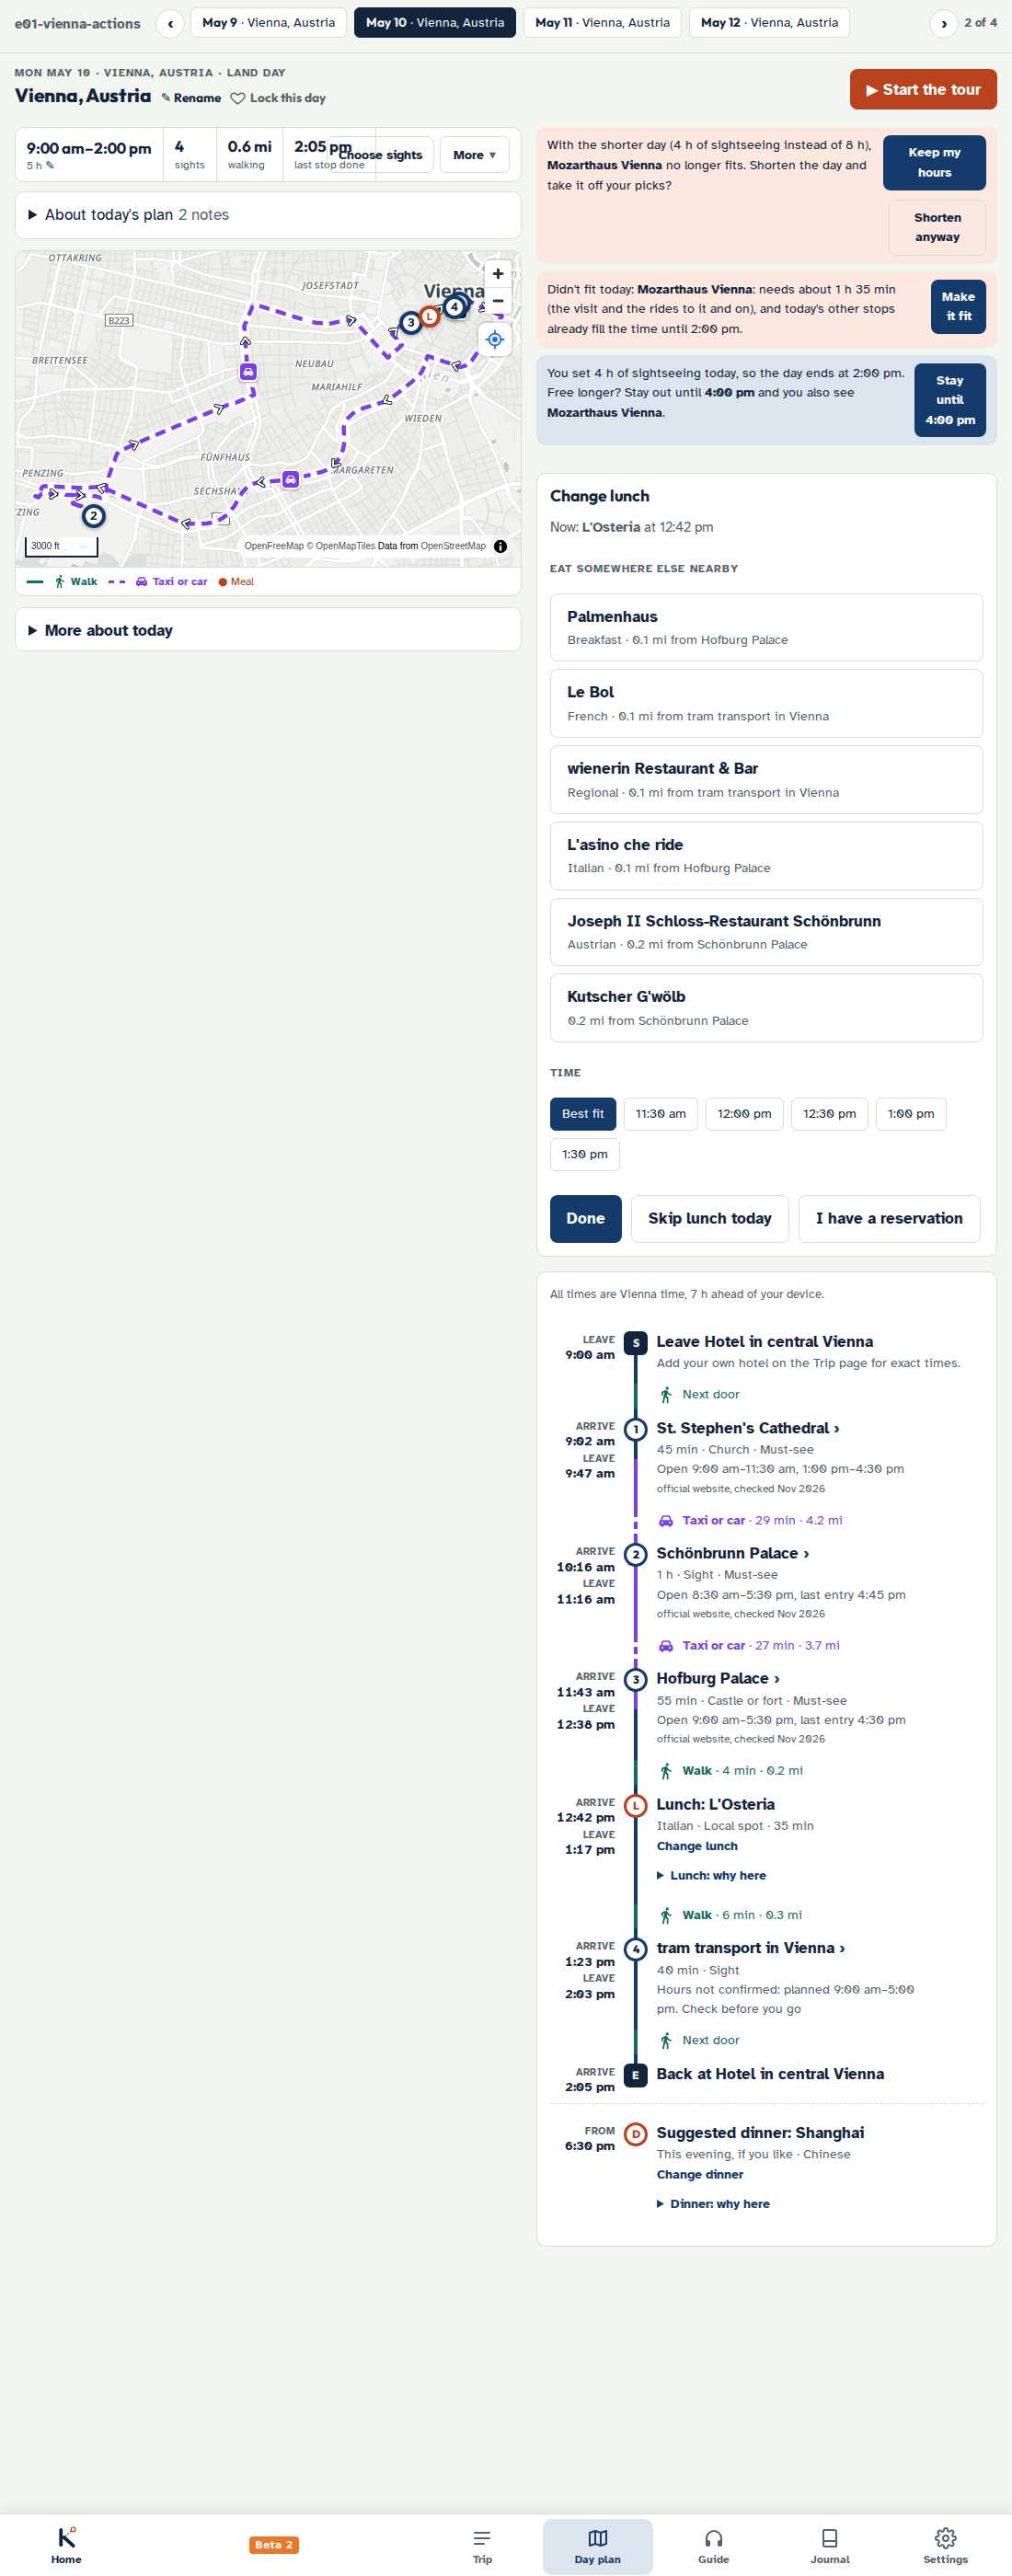 e01-vienna-actions
‹
May 9 · Vienna, Austria
May 10 · Vienna, Austria
May 11 · Vienna, Austria
May 12 · Vienna, Austria
›
2 of 4
MON MAY 10 · VIENNA, AUSTRIA · LAND DAY
Vienna, Austria
✎ Rename
Lock this day
▶ Start the tour
9:00 am–2:00 pm
5 h ✎
4
sights
0.6 mi
walking
2:05 pm
last stop done
Choose sights
More ▾
▶ About today's plan 2 notes
OTTAKRING
JOSEFSTADT
Vienna
B223
BREITENSEE
NEUBAU
MARIAHILF
WIEDEN
FÜNFHAUS
MARGARETEN
PENZING
3
L
4
2
+
−
3000 ft
OpenFreeMap © OpenMapTiles Data from OpenStreetMap
Walk
Taxi or car
Meal
▶ More about today
With the shorter day (4 h of sightseeing instead of 8 h),
Mozarthaus Vienna no longer fits. Shorten the day and
take it off your picks?
Keep my
hours
Shorten
anyway
Didn't fit today: Mozarthaus Vienna: needs about 1 h 35 min
(the visit and the rides to it and on), and today's other stops
already fill the time until 2:00 pm.
Make
it fit
You set 4 h of sightseeing today, so the day ends at 2:00 pm.
Free longer? Stay out until 4:00 pm and you also see
Mozarthaus Vienna.
Stay
until
4:00 pm
Change lunch
Now: L'Osteria at 12:42 pm
EAT SOMEWHERE ELSE NEARBY
Palmenhaus
Breakfast · 0.1 mi from Hofburg Palace
Le Bol
French · 0.1 mi from tram transport in Vienna
wienerin Restaurant & Bar
Regional · 0.1 mi from tram transport in Vienna
L'asino che ride
Italian · 0.1 mi from Hofburg Palace
Joseph II Schloss-Restaurant Schönbrunn
Austrian · 0.2 mi from Schönbrunn Palace
Kutscher G'wölb
0.2 mi from Schönbrunn Palace
TIME
Best fit
11:30 am
12:00 pm
12:30 pm
1:00 pm
1:30 pm
Done
Skip lunch today
I have a reservation
All times are Vienna time, 7 h ahead of your device.
LEAVE
9:00 am
S
Leave Hotel in central Vienna
Add your own hotel on the Trip page for exact times.
Next door
ARRIVE
9:02 am
LEAVE
9:47 am
1
St. Stephen's Cathedral ›
45 min · Church · Must-see
Open 9:00 am–11:30 am, 1:00 pm–4:30 pm
official website, checked Nov 2026
Taxi or car · 29 min · 4.2 mi
ARRIVE
10:16 am
LEAVE
11:16 am
2
Schönbrunn Palace ›
1 h · Sight · Must-see
Open 8:30 am–5:30 pm, last entry 4:45 pm
official website, checked Nov 2026
Taxi or car · 27 min · 3.7 mi
ARRIVE
11:43 am
LEAVE
12:38 pm
3
Hofburg Palace ›
55 min · Castle or fort · Must-see
Open 9:00 am–5:30 pm, last entry 4:30 pm
official website, checked Nov 2026
Walk · 4 min · 0.2 mi
ARRIVE
12:42 pm
LEAVE
1:17 pm
L
Lunch: L'Osteria
Italian · Local spot · 35 min
Change lunch
▶ Lunch: why here
Walk · 6 min · 0.3 mi
ARRIVE
1:23 pm
LEAVE
2:03 pm
4
tram transport in Vienna ›
40 min · Sight
Hours not confirmed: planned 9:00 am–5:00
pm. Check before you go
Next door
ARRIVE
2:05 pm
E
Back at Hotel in central Vienna
FROM
6:30 pm
D
Suggested dinner: Shanghai
This evening, if you like · Chinese
Change dinner
▶ Dinner: why here
Home
Beta 2
Trip
Day plan
Guide
Journal
Settings